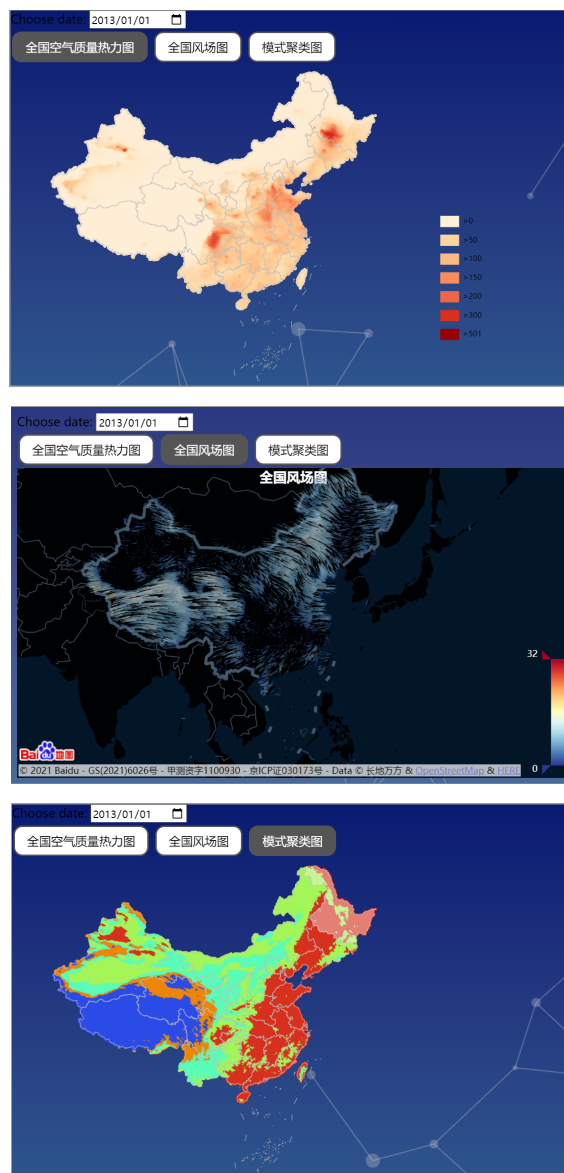 Choose date: 2013/01/01
全国空气质量热力图 全国风场图 模式聚类图
>0
>50
>100
>150
>200
>300
>501
Choose date: 2013/01/01
全国空气质量热力图 全国风场图 模式聚类图
全国风场图
32
0
Bai du 地图
© 2021 Baidu - GS(2021)6026号 - 甲测资字1100930 - 京ICP证030173号 - Data © 长地万方 & OpenStreetMap & HERE
Choose date: 2013/01/01
全国空气质量热力图 全国风场图 模式聚类图